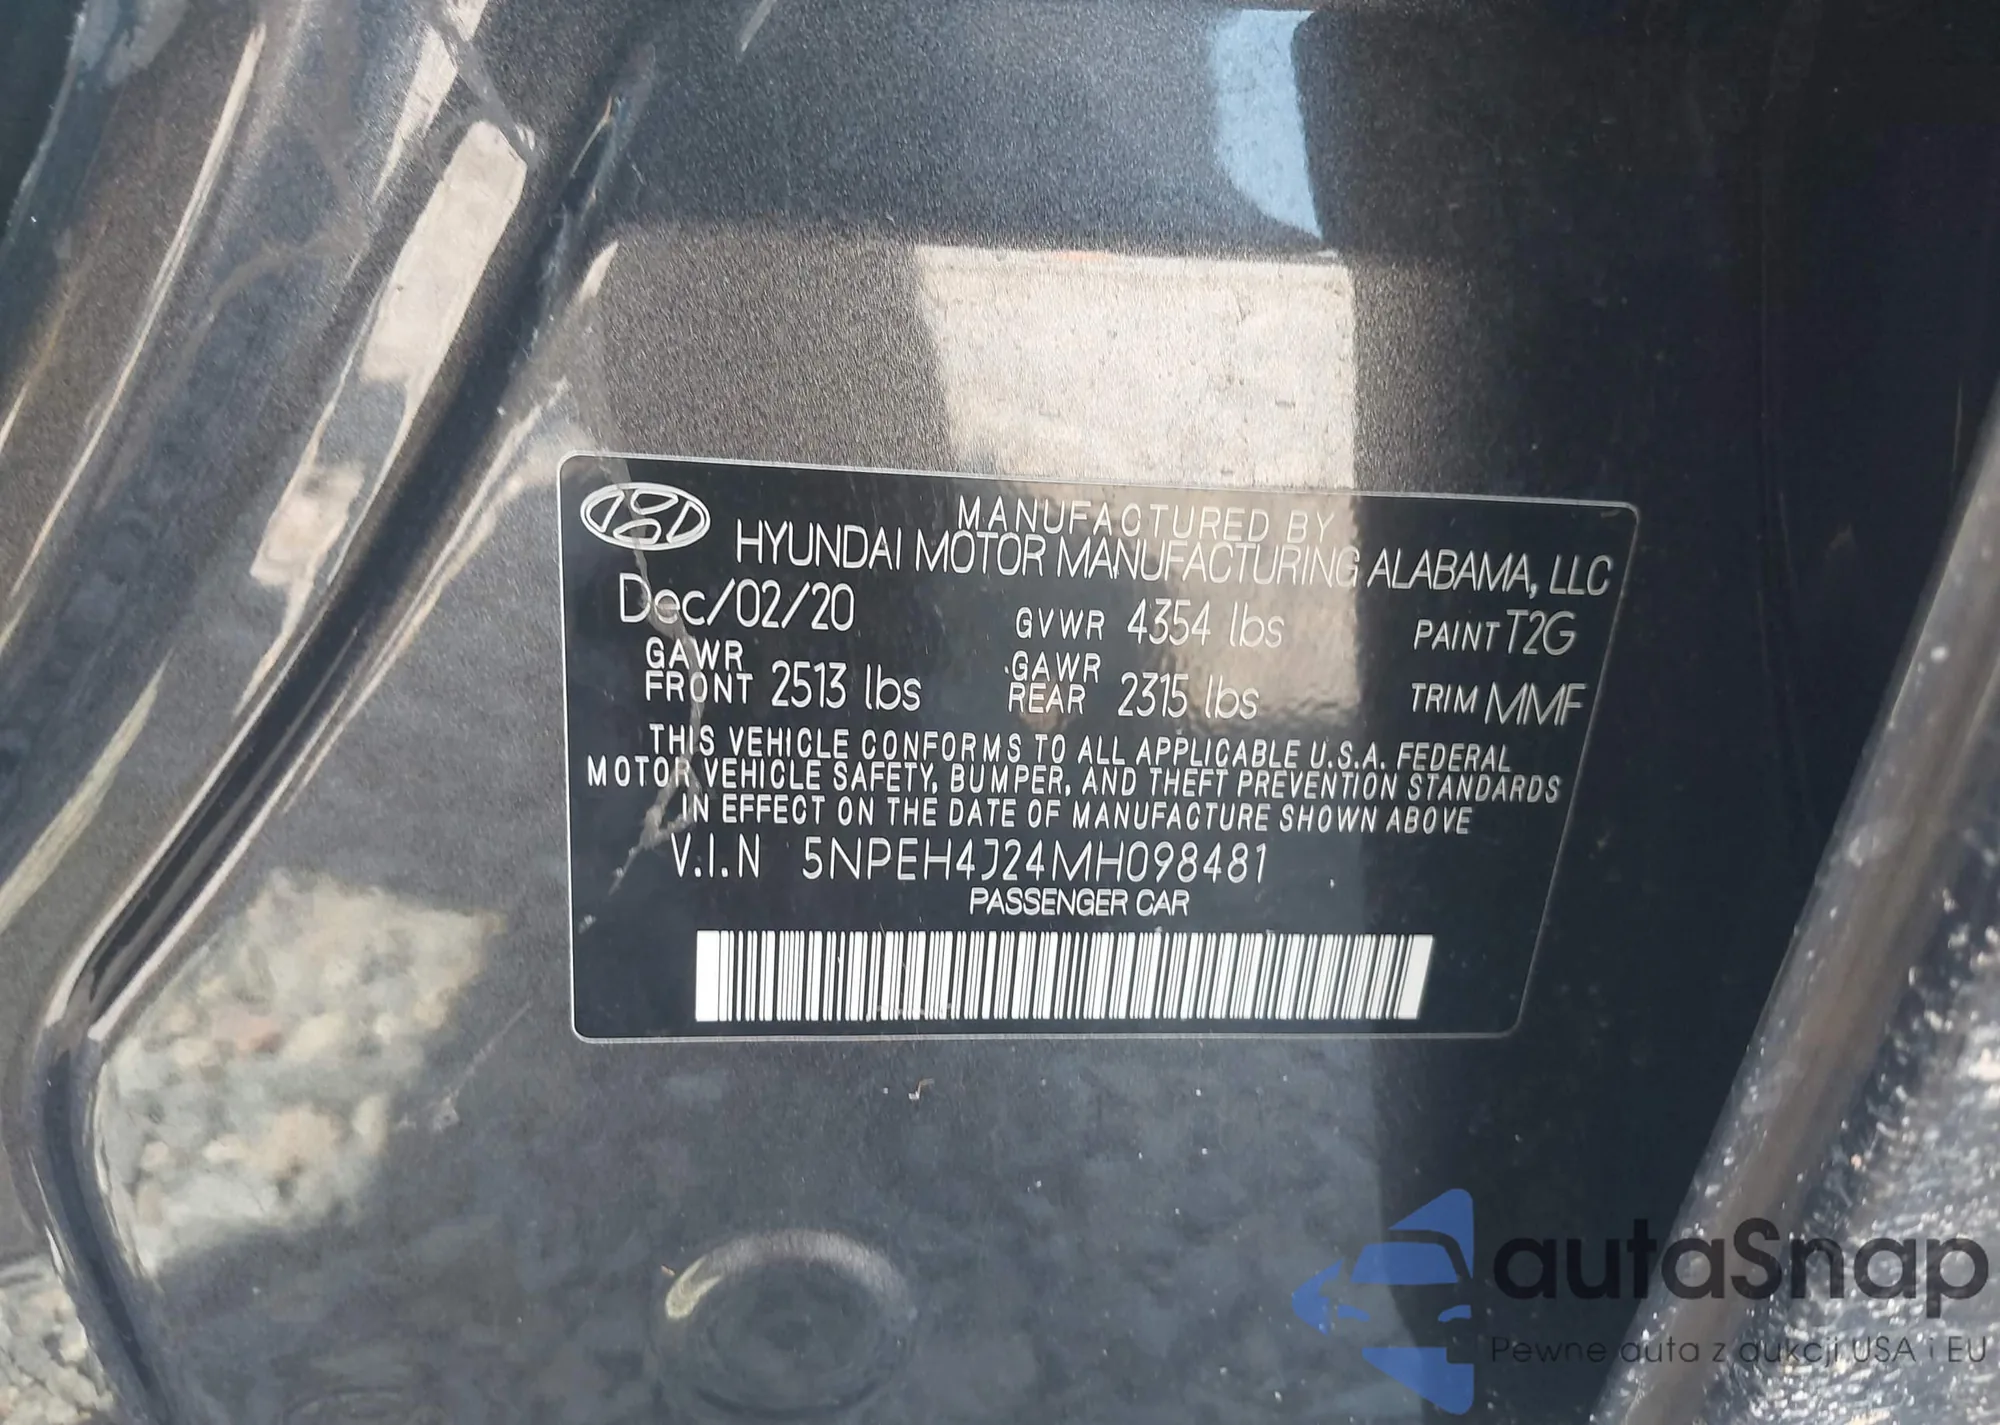 MANUFACTURED BY
HYUNDAI MOTOR MANUFACTURING ALABAMA, LLC
Dec/02/20 GVWR 4354 lbs PAINT T2G
GAWR FRONT 2513 lbs GAWR REAR 2315 lbs TRIM MMF
THIS VEHICLE CONFORMS TO ALL APPLICABLE U.S.A. FEDERAL
MOTOR VEHICLE SAFETY, BUMPER, AND THEFT PREVENTION STANDARDS
IN EFFECT ON THE DATE OF MANUFACTURE SHOWN ABOVE
V.I.N 5NPEH4J24MH098481
PASSENGER CAR
autaSnap
Pewne auta z aukcji USA i EU